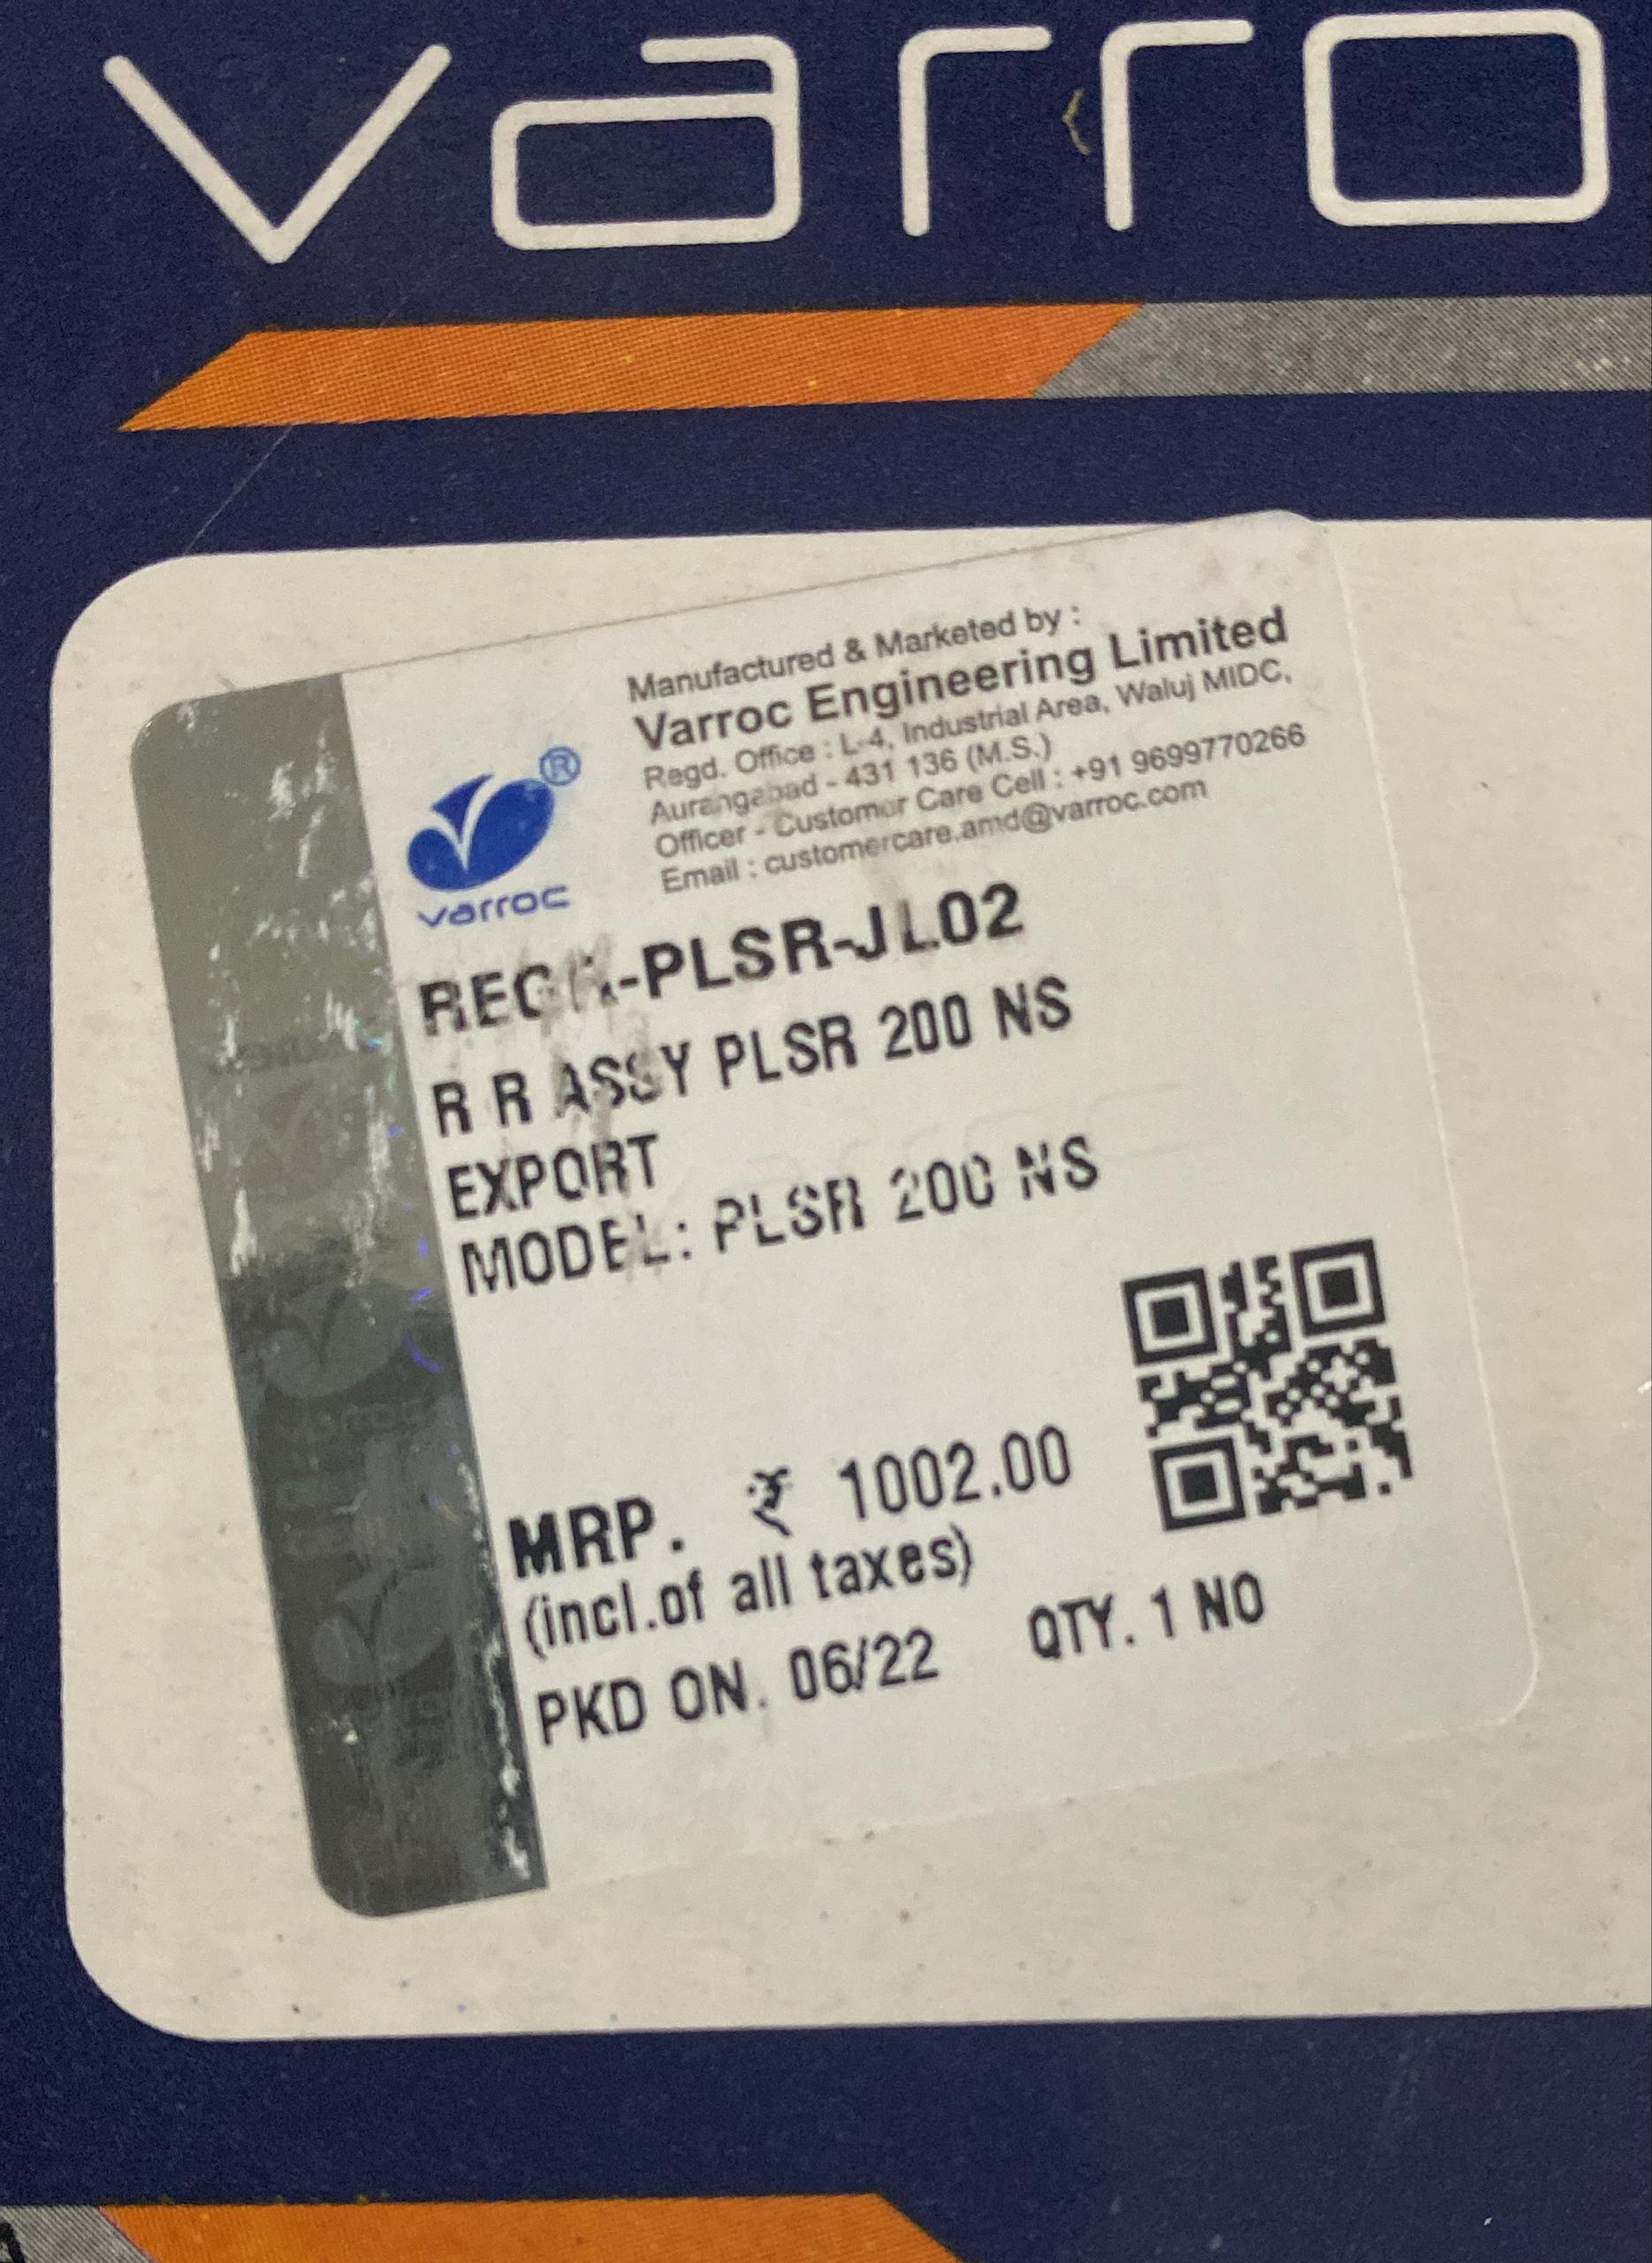 varro
Manufactured & Marketed by :
Varroc Engineering Limited
Regd. Office : L-4, Industrial Area, Waluj MIDC,
Aurangabad - 431 136 (M.S.)
Officer - Customer Care Cell : +91 9699770266
Email : customercare.amd@varroc.com
®
varroc
R R ASSY PLSR 200 NS
EXPORT
MODEL: PLSR 200 NS
MRP. ₹ 1002.00
(incl.of all taxes)
PKD ON. 06/22 QTY. 1 NO